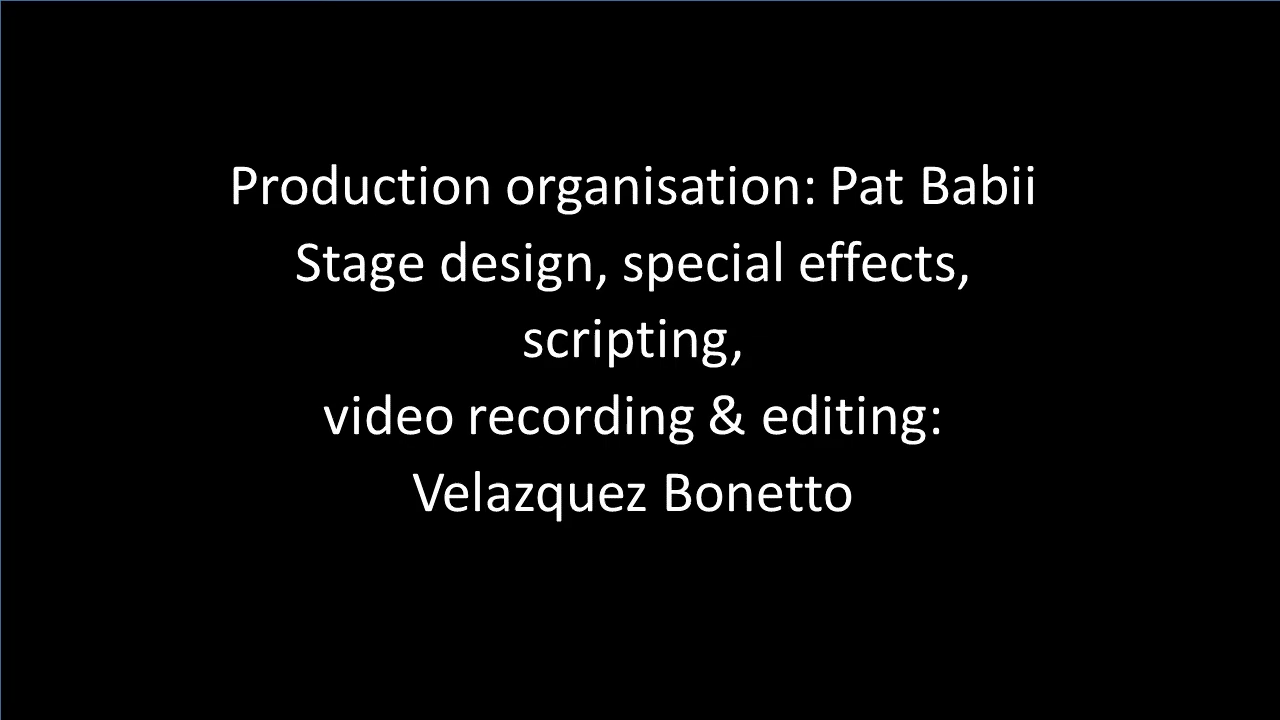 Production organisation: Pat Babii
Stage design, special effects,
scripting,
video recording & editing:
Velazquez Bonetto